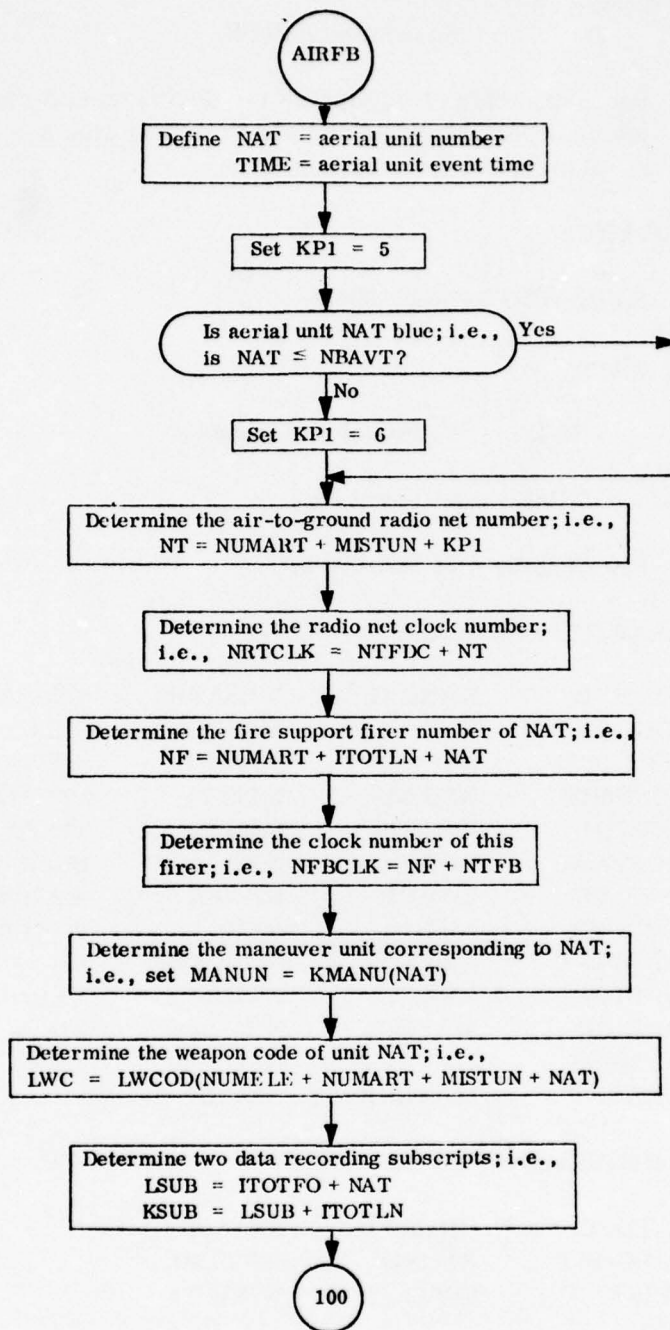 AIRFB
Define NAT = aerial unit number
TIME = aerial unit event time
Set KP1 = 5
Is aerial unit NAT blue; i.e.,
is NAT ≤ NBAVT?
Yes
No
Set KP1 = 6
Determine the air-to-ground radio net number; i.e.,
NT = NUMART + MISTUN + KP1
Determine the radio net clock number;
i.e., NRTCLK = NTFDC + NT
Determine the fire support firer number of NAT; i.e.,
NF = NUMART + ITOTLN + NAT
Determine the clock number of this
firer; i.e., NFBCLK = NF + NTFB
Determine the maneuver unit corresponding to NAT;
i.e., set MANUN = KMANU(NAT)
Determine the weapon code of unit NAT; i.e.,
LWC = LWCOD(NUMELE + NUMART + MISTUN + NAT)
Determine two data recording subscripts; i.e.,
LSUB = ITOTFO + NAT
KSUB = LSUB + ITOTLN
100